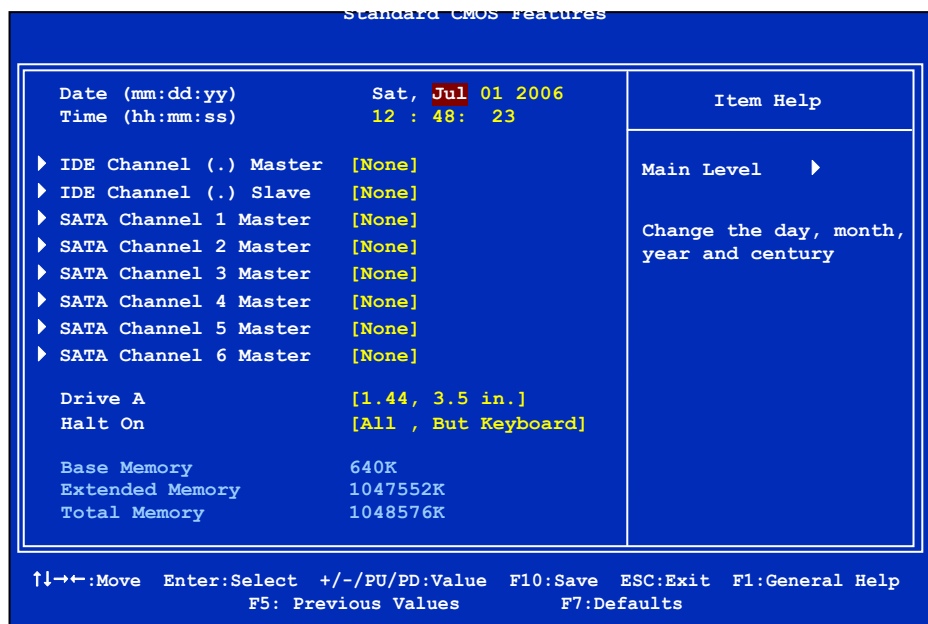 Standard CMOS Features
Date (mm:dd:yy) Sat, Jul 01 2006
Time (hh:mm:ss) 12 : 48: 23
Item Help
IDE Channel (.) Master [None]
IDE Channel (.) Slave [None]
SATA Channel 1 Master [None]
SATA Channel 2 Master [None]
SATA Channel 3 Master [None]
SATA Channel 4 Master [None]
SATA Channel 5 Master [None]
SATA Channel 6 Master [None]
Main Level
Change the day, month,
year and century
Drive A [1.44, 3.5 in.]
Halt On [All , But Keyboard]
Base Memory 640K
Extended Memory 1047552K
Total Memory 1048576K
↑↓→←:Move Enter:Select +/-/PU/PD:Value F10:Save ESC:Exit F1:General Help
F5: Previous Values F7:Defaults